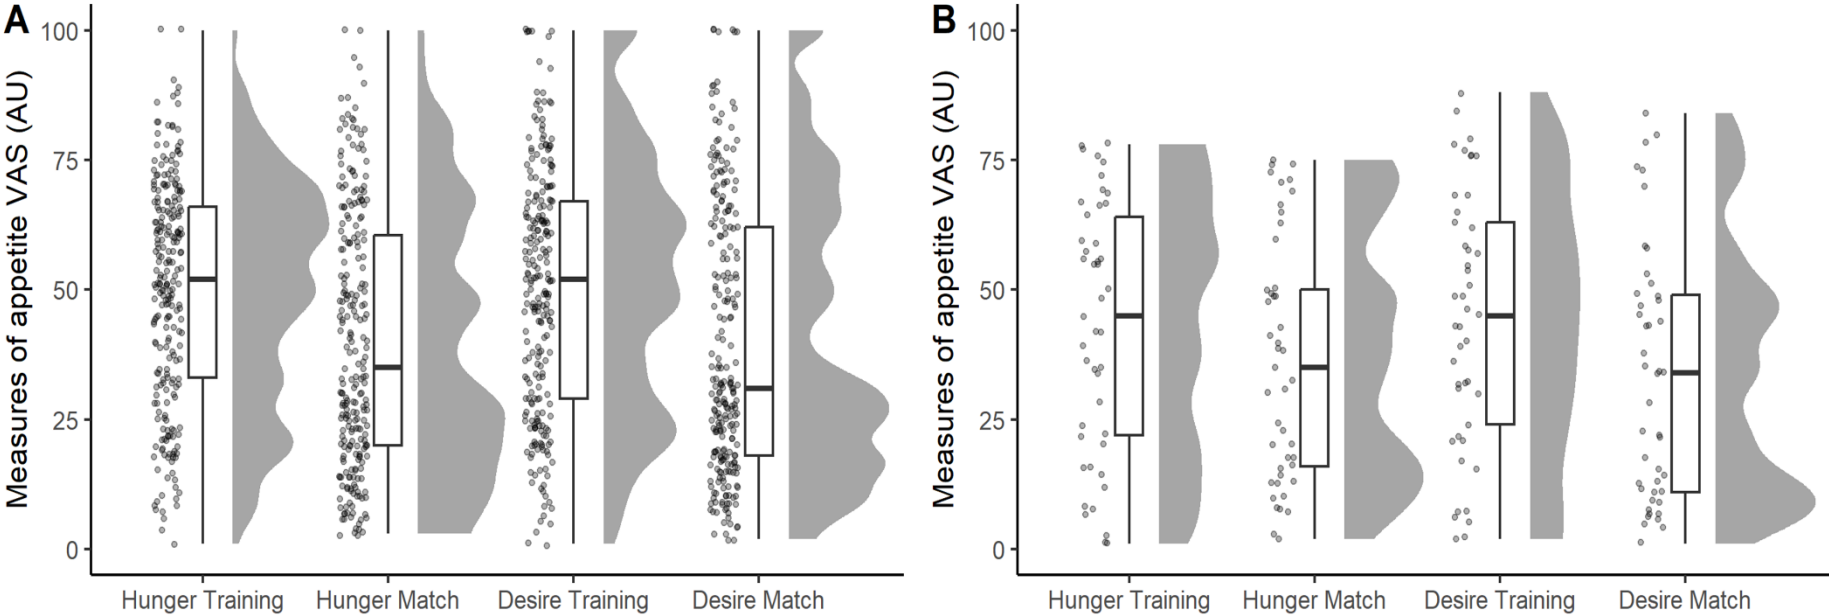 A
Measures of appetite VAS (AU)
100
75
50
25
0
Hunger Training
Hunger Match
Desire Training
Desire Match
B
Measures of appetite VAS (AU)
100
75
50
25
0
Hunger Training
Hunger Match
Desire Training
Desire Match